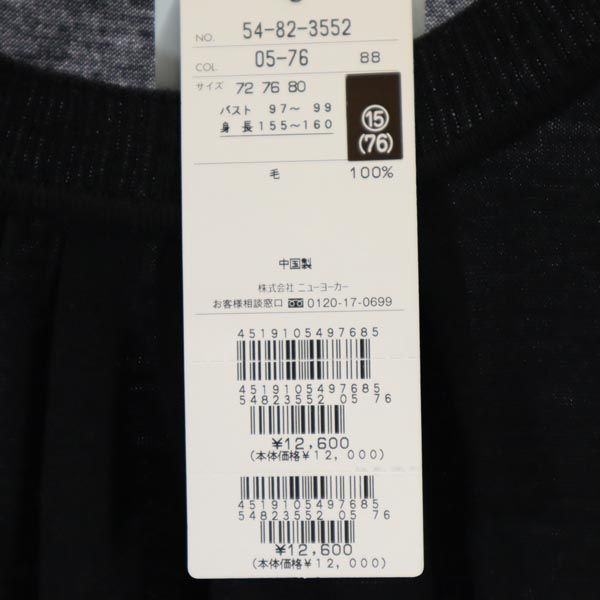 NO. 54-82-3552
COL. 05-76 88
サイズ 72 76 80
バスト 97〜 99
身 長 155〜160
⑮
(76)
毛 100%
中国製
株式会社 ニューヨーカー
お客様相談窓口 0120-17-0699
4519105497685
4519105497685
54823552 05 76
¥12,600
(本体価格¥12,000)
4519105497685
54823552 05 76
¥12,600
(本体価格¥12,000)